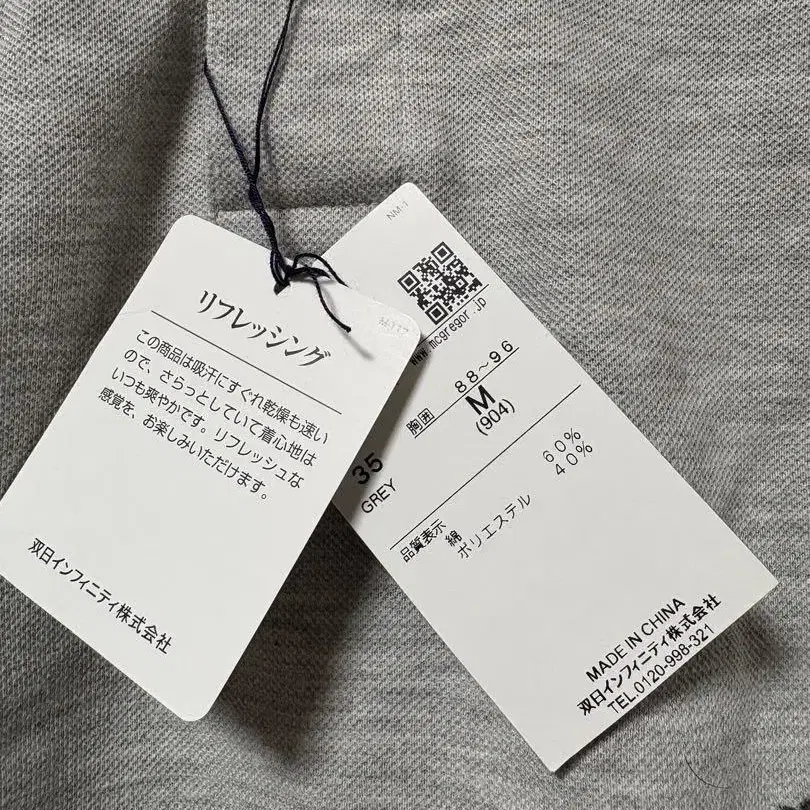 リフレッシング
この商品は吸汗にすぐれ乾燥も速い
ので、さらっとしていて着心地は
いつも爽やかです。リフレッシュな
感覚を、お楽しみいただけます。
双日インフィニティ株式会社
M-117
NM-1
www.mcgregor.jp
胸囲 88~96
M
(904)
35
GREY
品質表示
綿 60%
ポリエステル 40%
MADE IN CHINA
双日インフィニティ株式会社
TEL.0120-998-321